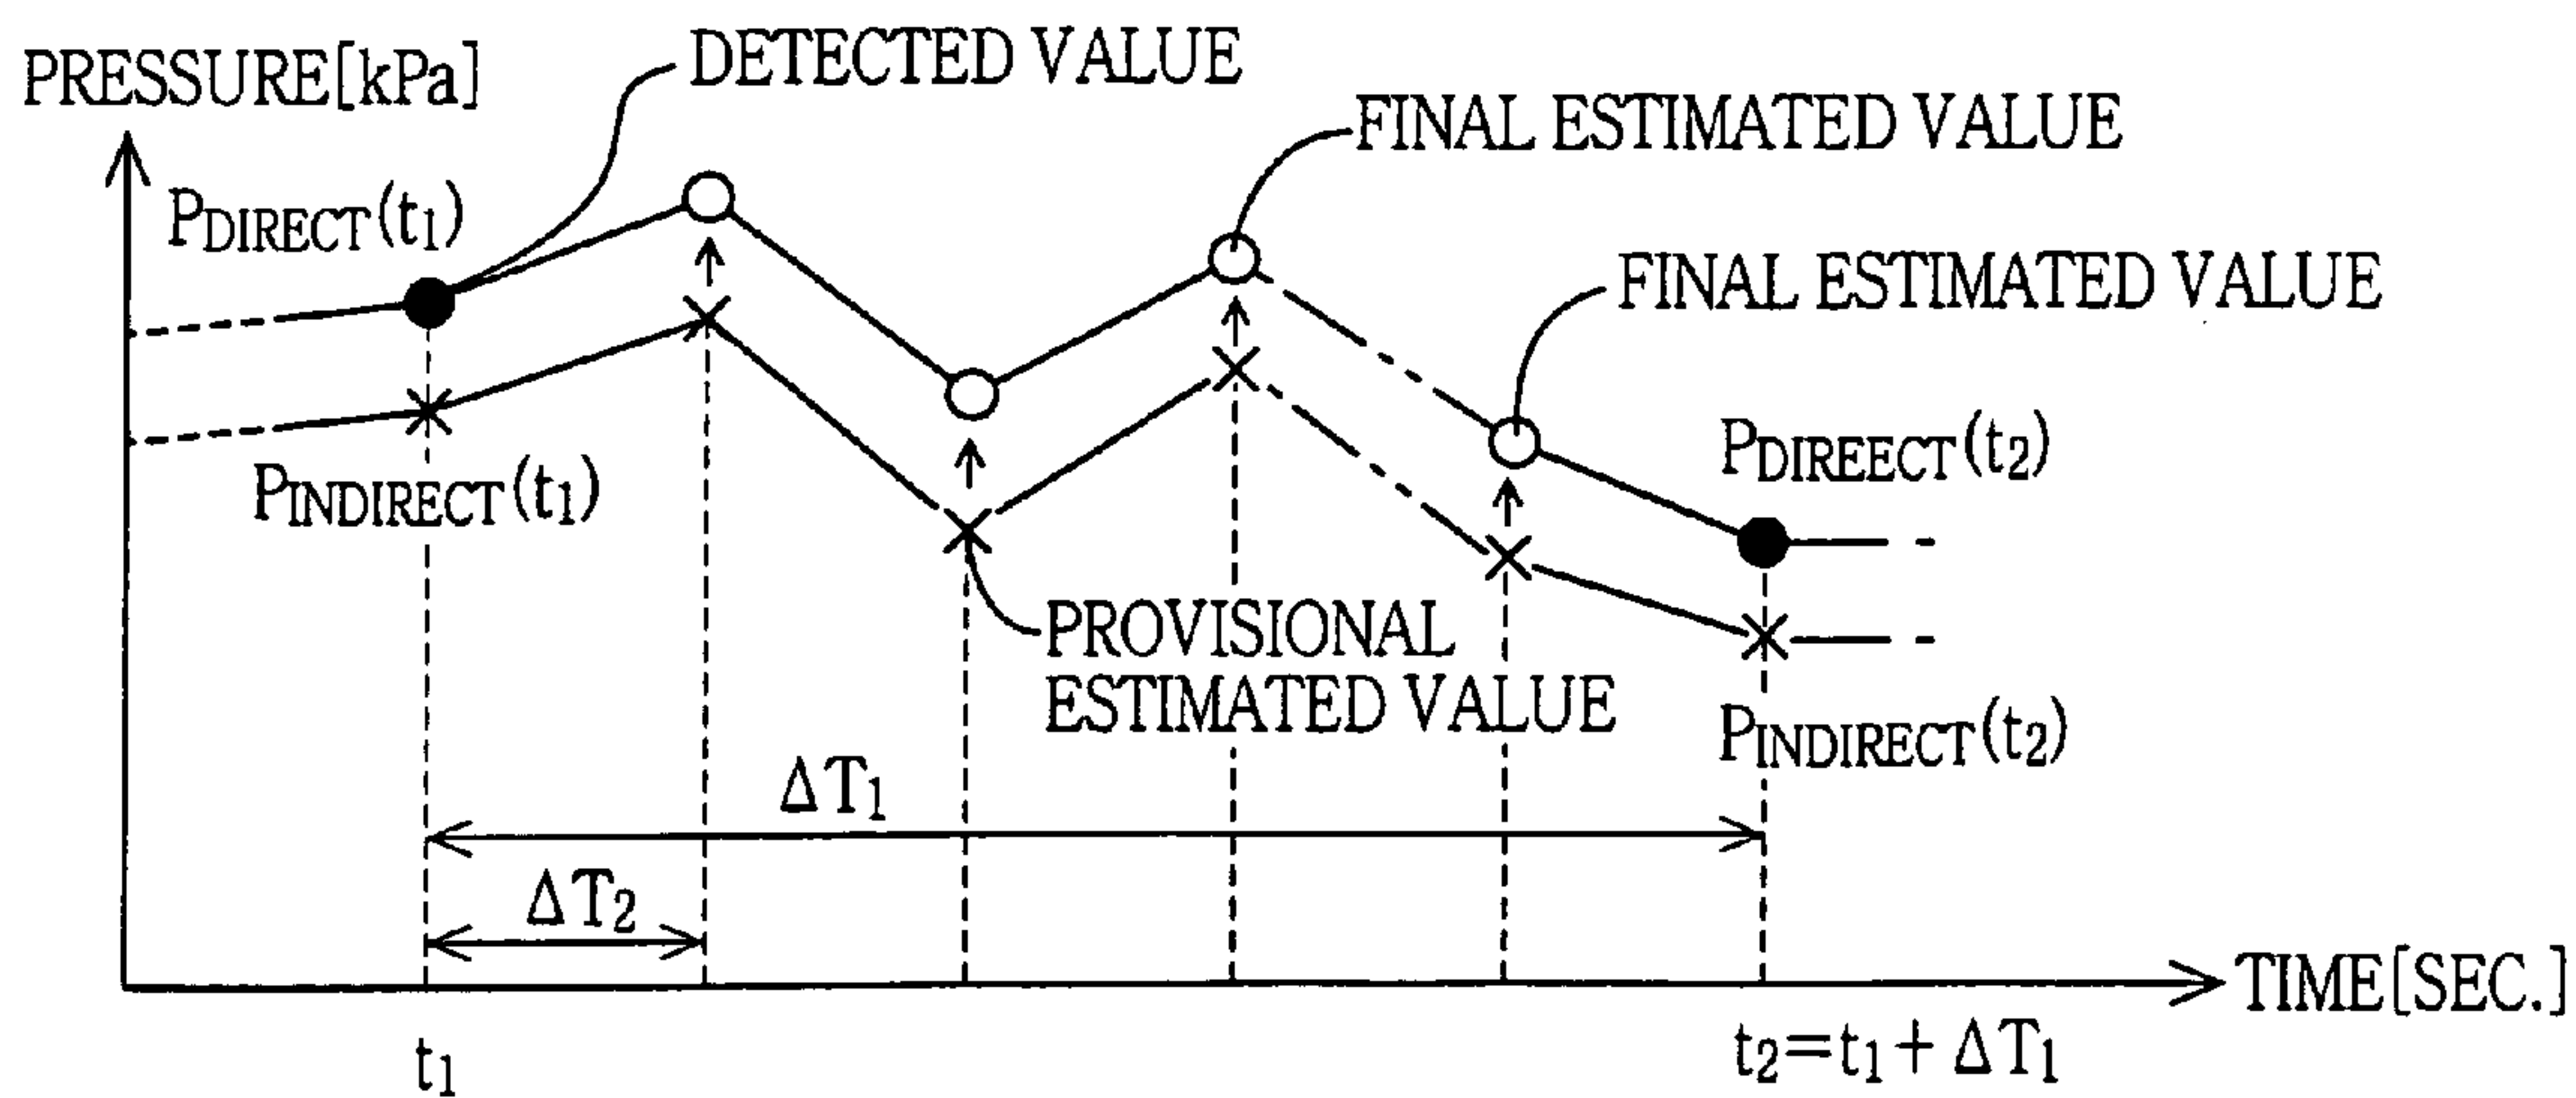 DETECTED VALUE
PRESSURE[kPa]
FINAL ESTIMATED VALUE
PDIRECT(t1)
FINAL ESTIMATED VALUE
PDIREECT(t2)
PINDIRECT(t1)
PROVISIONAL
ESTIMATED VALUE
PINDIRECT(t2)
ΔT1
ΔT2
TIME[SEC.]
t1
t2=t1+ΔT1